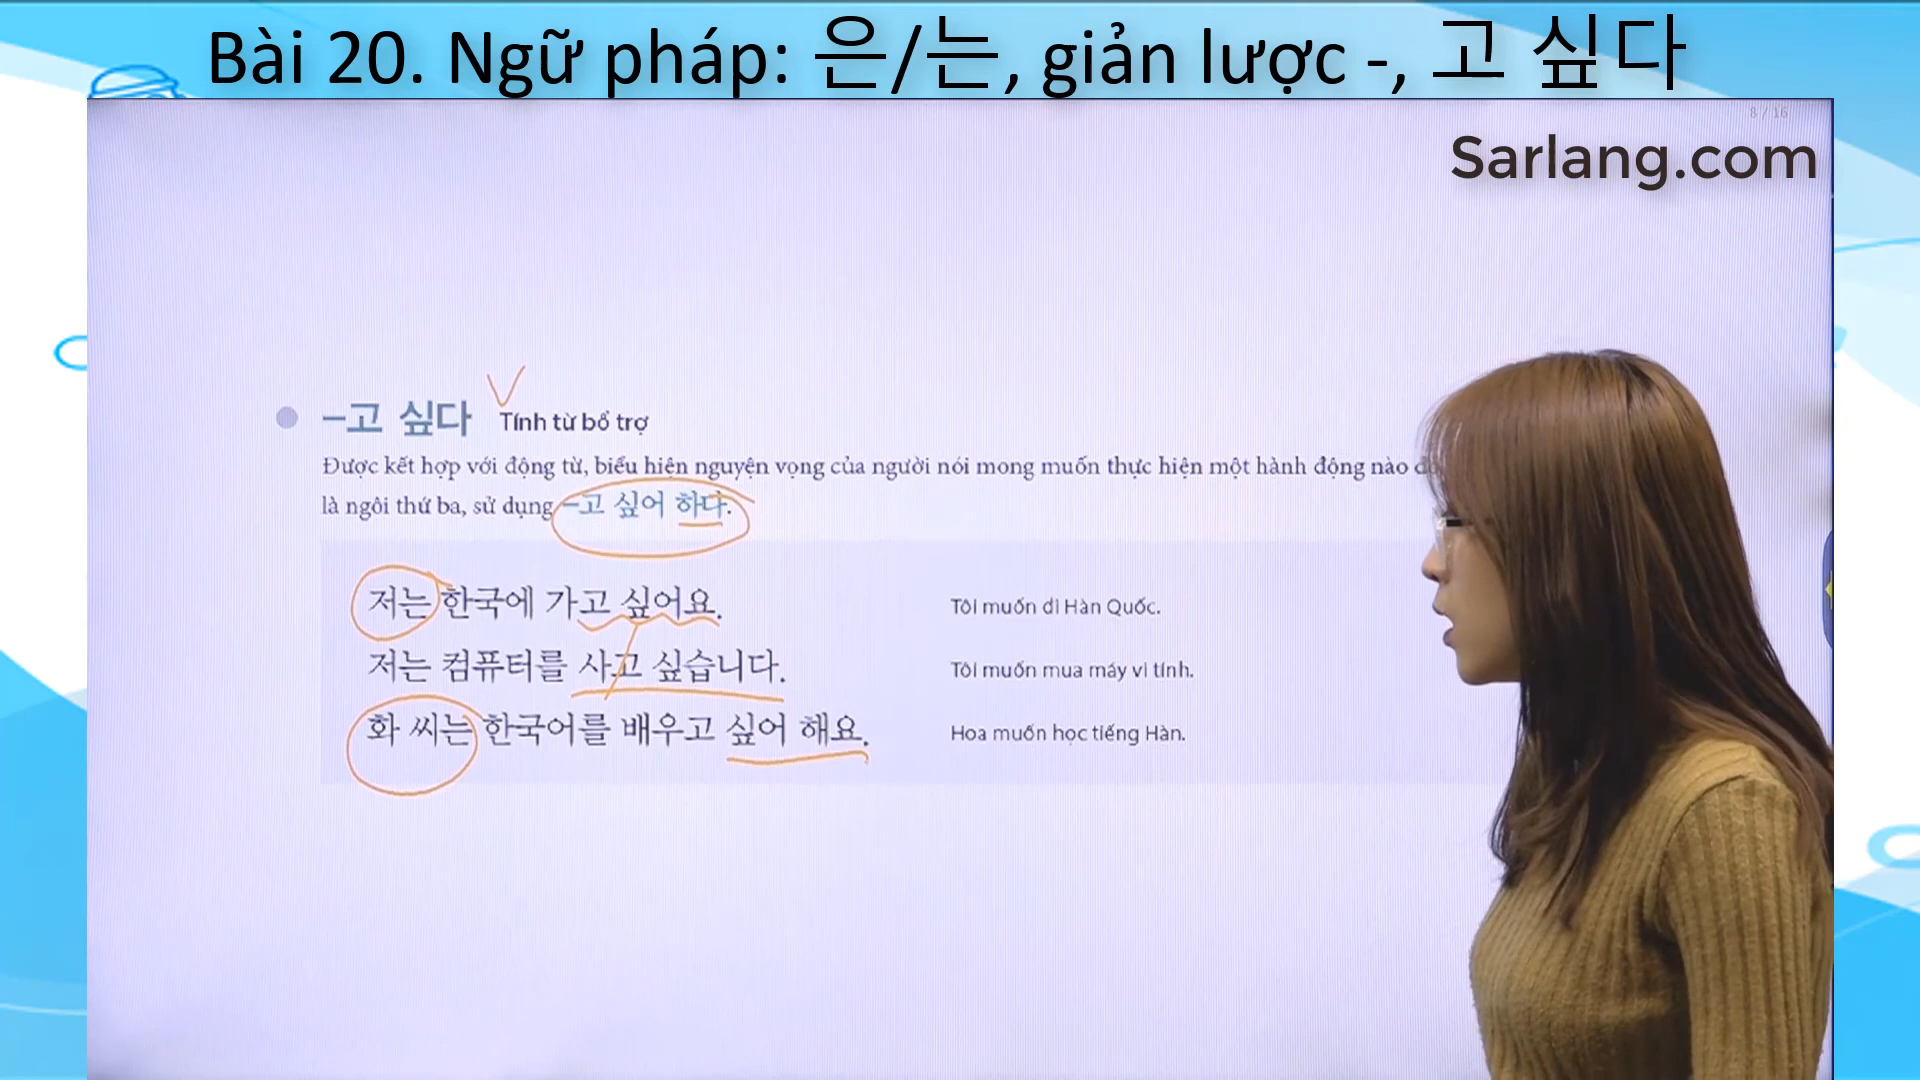 Bài 20. Ngữ pháp: 은/는, giản lược -, 고 싶다
8 / 16
Sarlang.com
–고 싶다 Tính từ bổ trợ
Được kết hợp với động từ, biểu hiện nguyện vọng của người nói mong muốn thực hiện một hành động nào
là ngôi thứ ba, sử dụng –고 싶어 하다.
저는 한국에 가고 싶어요. Tôi muốn di Hàn Quốc.
저는 컴퓨터를 사고 싶습니다. Tôi muốn mua máy vi tính.
화 씨는 한국어를 배우고 싶어 해요. Hoa muốn học tiếng Hàn.